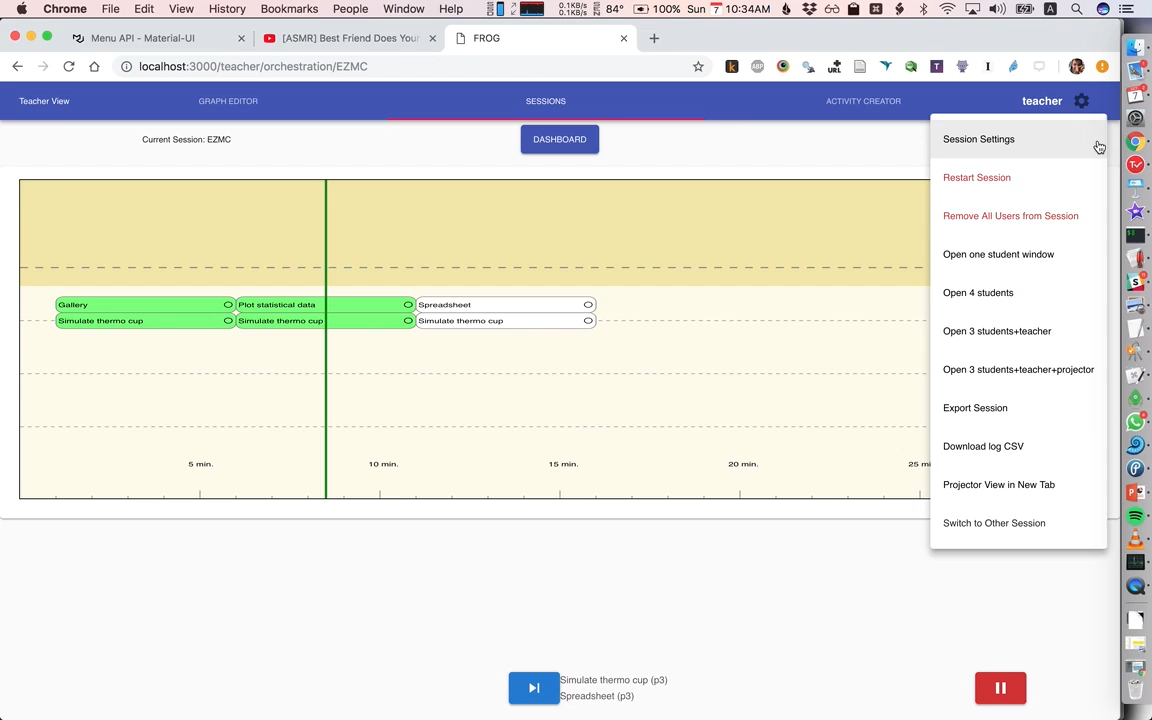 Chrome File Edit View History Bookmarks People Window Help 0.1KB/s 0.1KB/s 84° 100% Sun 7 10:34AM
Menu API - Material-UI
[ASMR] Best Friend Does Your
FROG
localhost:3000/teacher/orchestration/EZMC
Teacher View GRAPH EDITOR SESSIONS ACTIVITY CREATOR teacher
Current Session: EZMC
DASHBOARD
Session Settings
Restart Session
Remove All Users from Session
Open one student window
Open 4 students
Open 3 students+teacher
Open 3 students+teacher+projector
Export Session
Download log CSV
Projector View in New Tab
Switch to Other Session
Gallery Plot statistical data Spreadsheet
Simulate thermo cup Simulate thermo cup Simulate thermo cup
5 min. 10 min. 15 min. 20 min. 25 mi
Simulate thermo cup (p3)
Spreadsheet (p3)